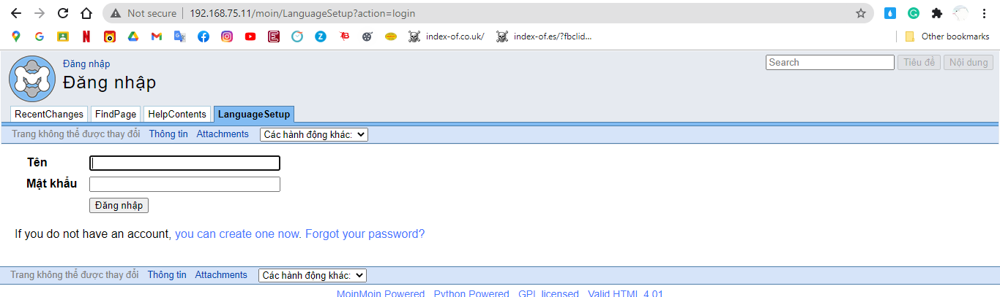 Not secure 192.168.75.11/moin/LanguageSetup?action=login
index-of.co.uk/ index-of.es/?fbclid... Other bookmarks
Đăng nhập
Đăng nhập
Search Tiêu đề Nội dung
RecentChanges FindPage HelpContents LanguageSetup
Trang không thể được thay đổi Thông tin Attachments Các hành động khác:
Tên
Mật khẩu
Đăng nhập
If you do not have an account, you can create one now. Forgot your password?
Trang không thể được thay đổi Thông tin Attachments Các hành động khác:
MoinMoin Powered Python Powered GPL licensed Valid HTML 4.01